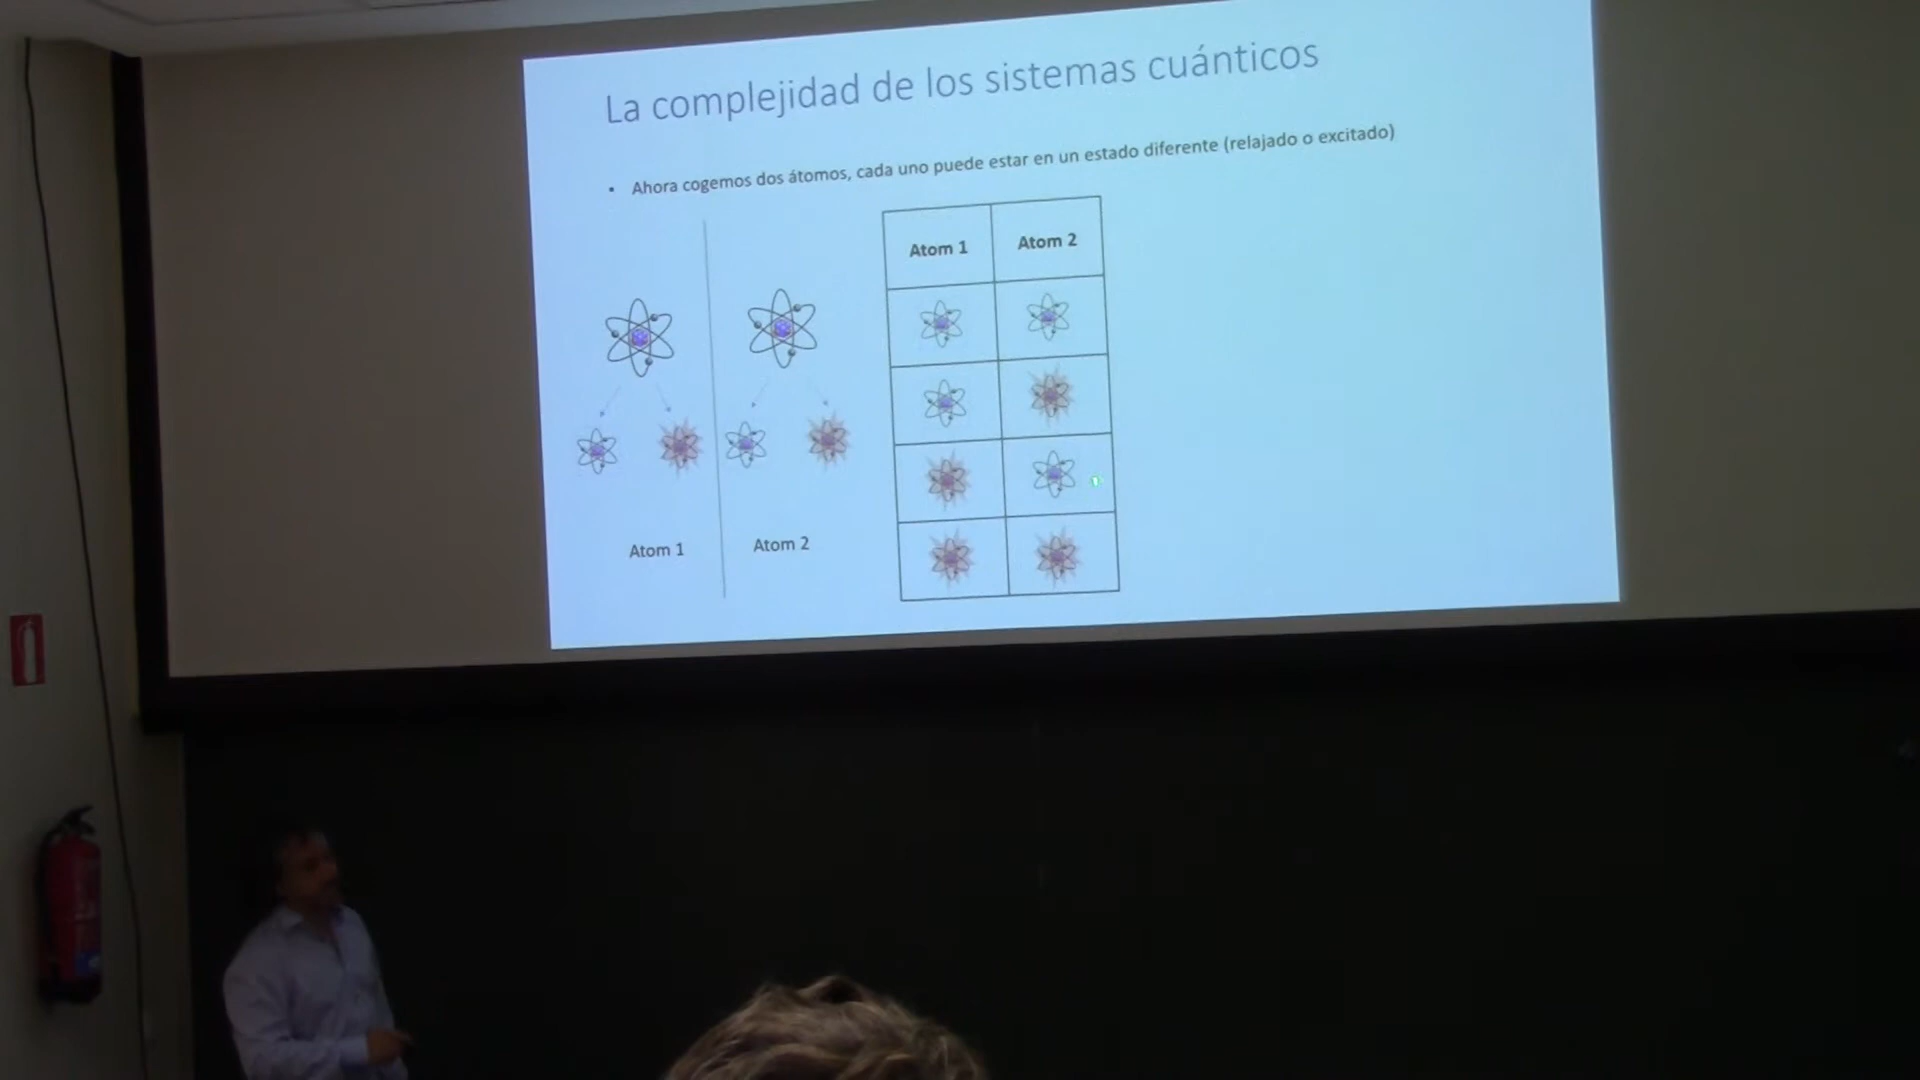 La complejidad de los sistemas cuánticos
• Ahora cogemos dos átomos, cada uno puede estar en un estado diferente (relajado o excitado)
Atom 1
Atom 2
Atom 1
Atom 2